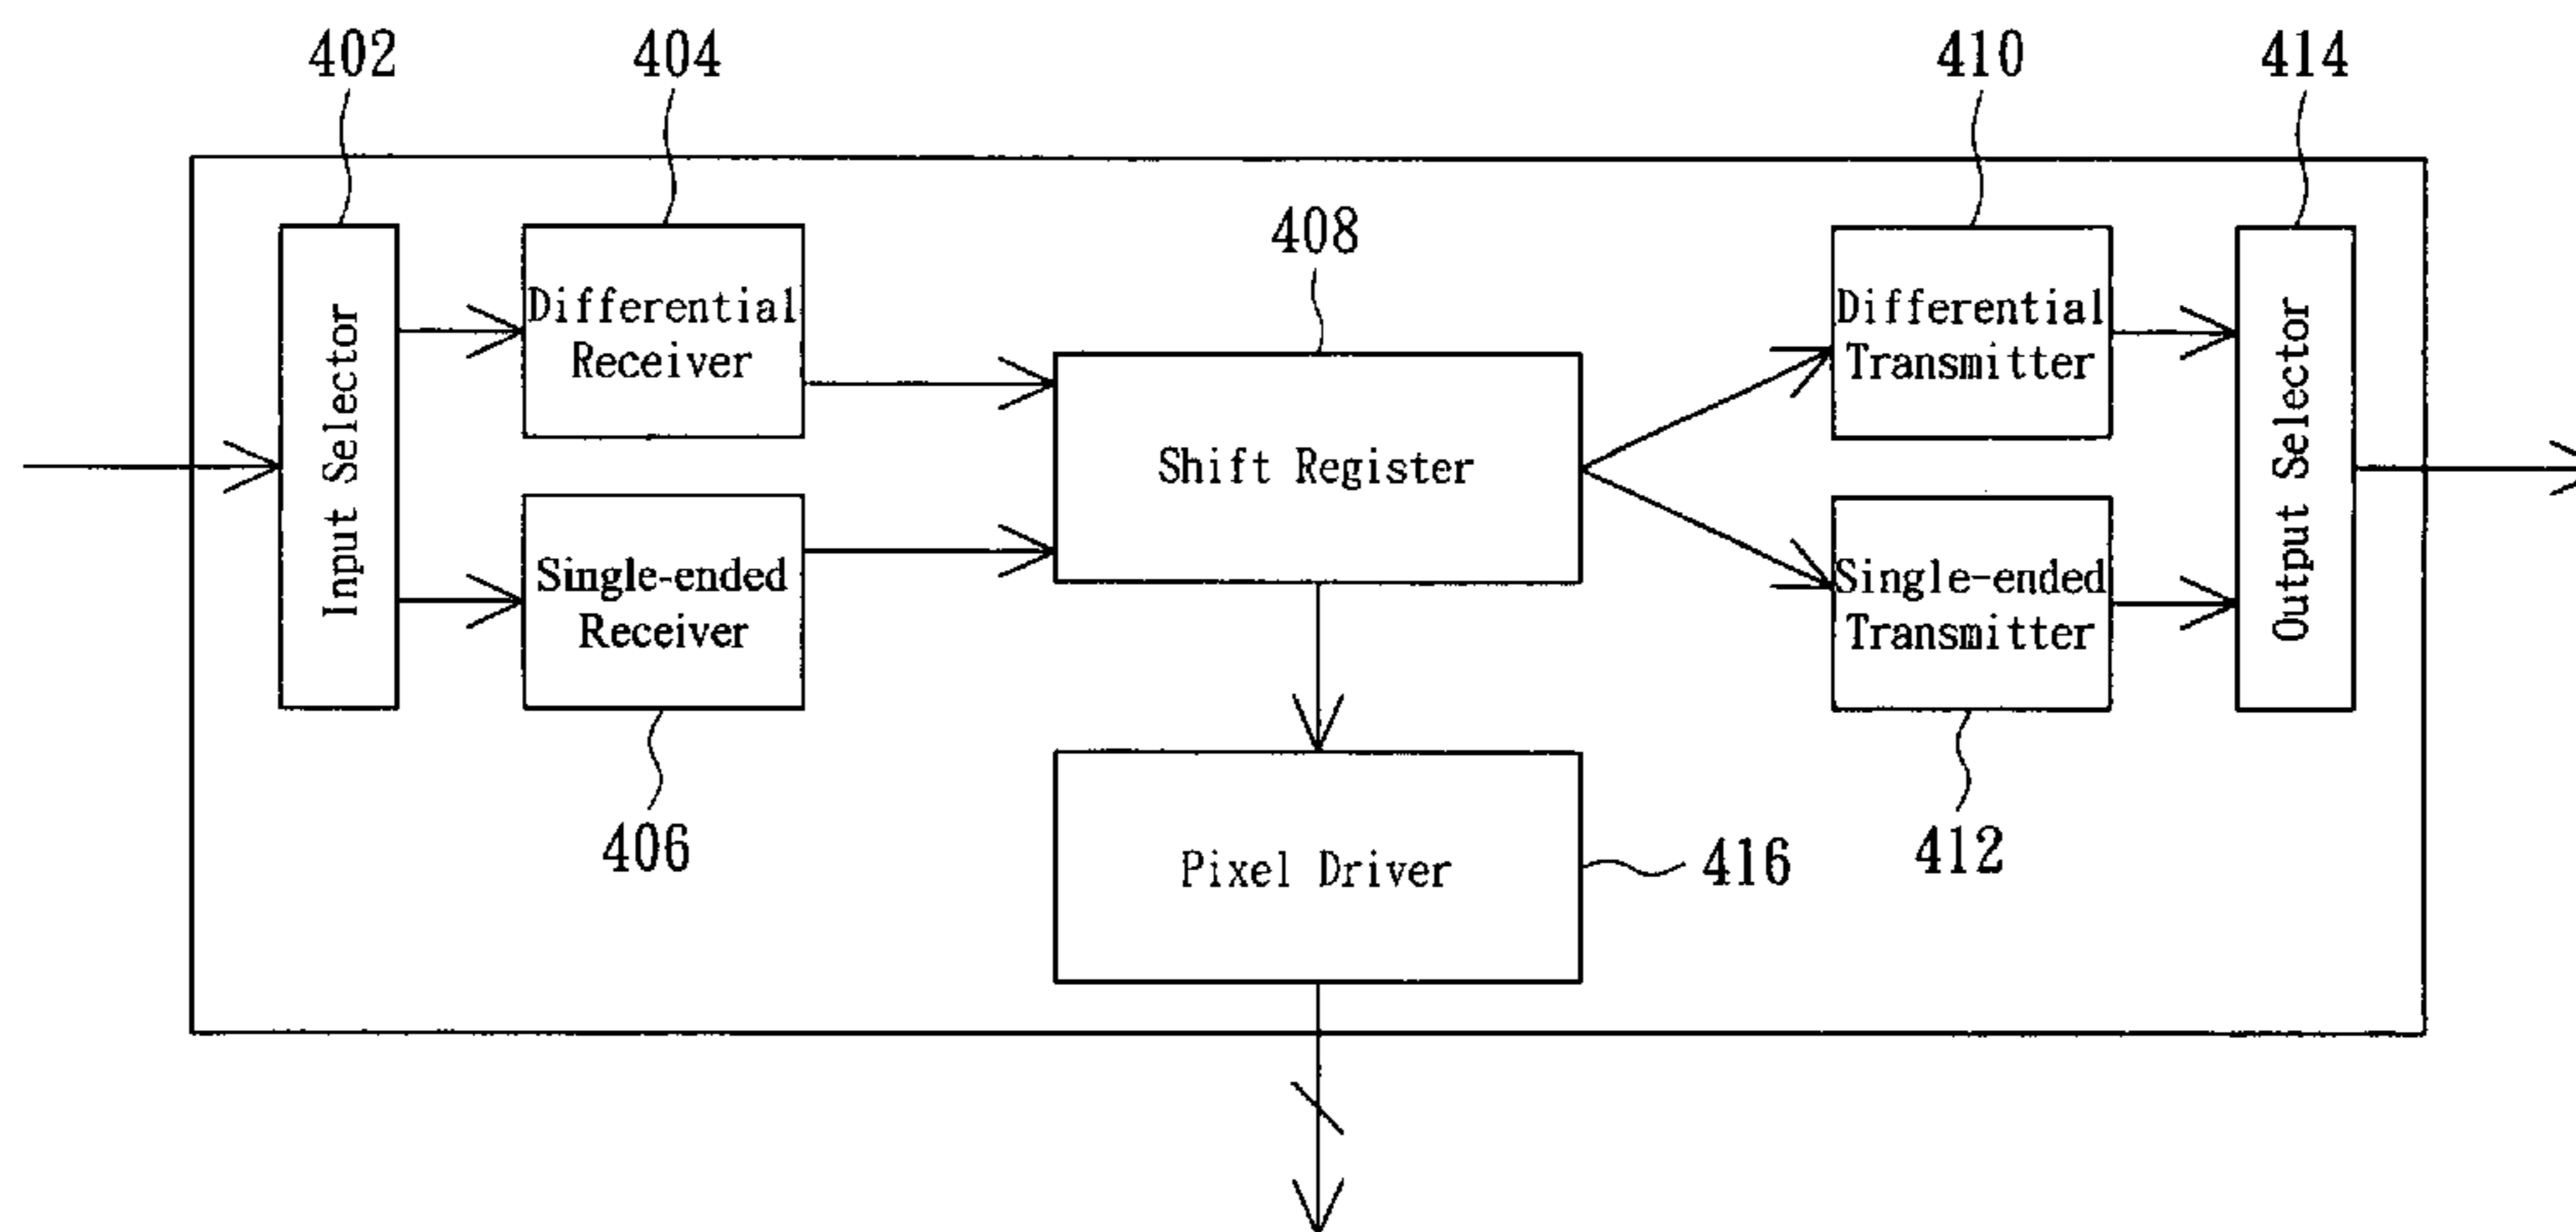 402
404
410
414
408
Input Selector
Differential
Receiver
Single-ended
Receiver
406
Shift Register
Differential
Transmitter
Single-ended
Transmitter
412
Output Selector
Pixel Driver
416